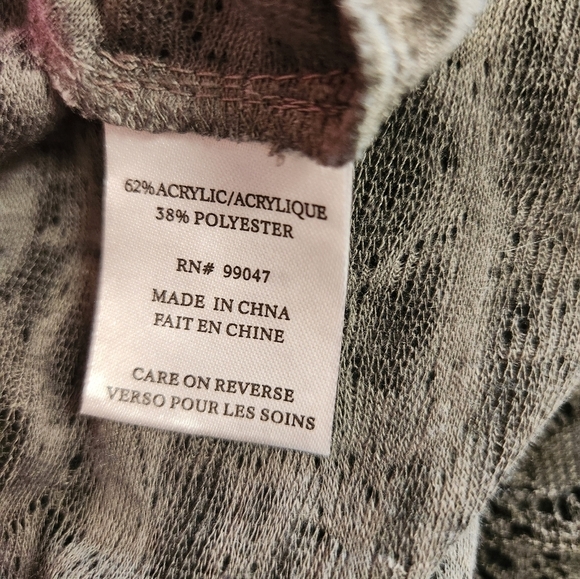 62%ACRYLIC/ACRYLIQUE
38% POLYESTER
RN# 99047
MADE IN CHNA
FAIT EN CHINE
CARE ON REVERSE
VERSO POUR LES SOINS